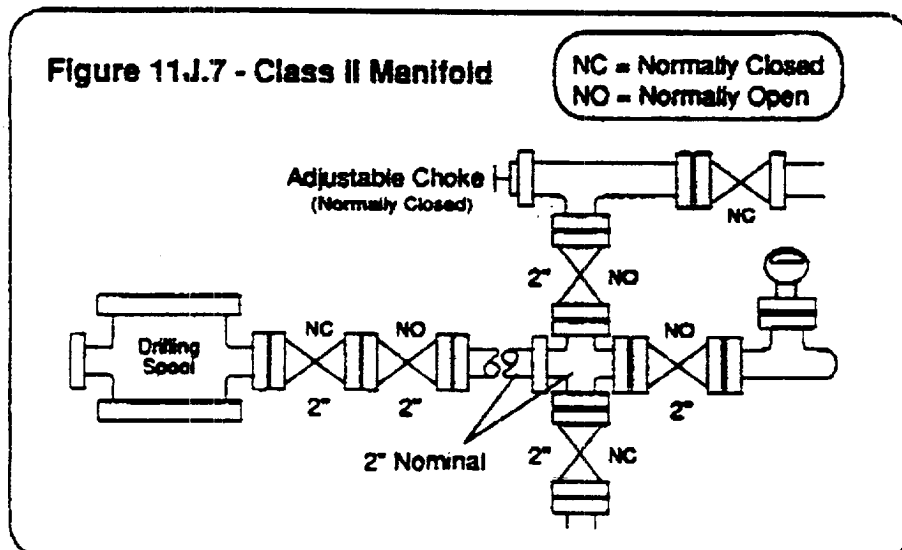 Figure 11.J.7 - Class II Manifold
NC = Normally Closed
NO = Normally Open
Adjustable Choke
(Normally Closed)
NC
2" NO
Drilling
Spool
NC NO
2" 2"
NO
2"
2" Nominal
2" NC